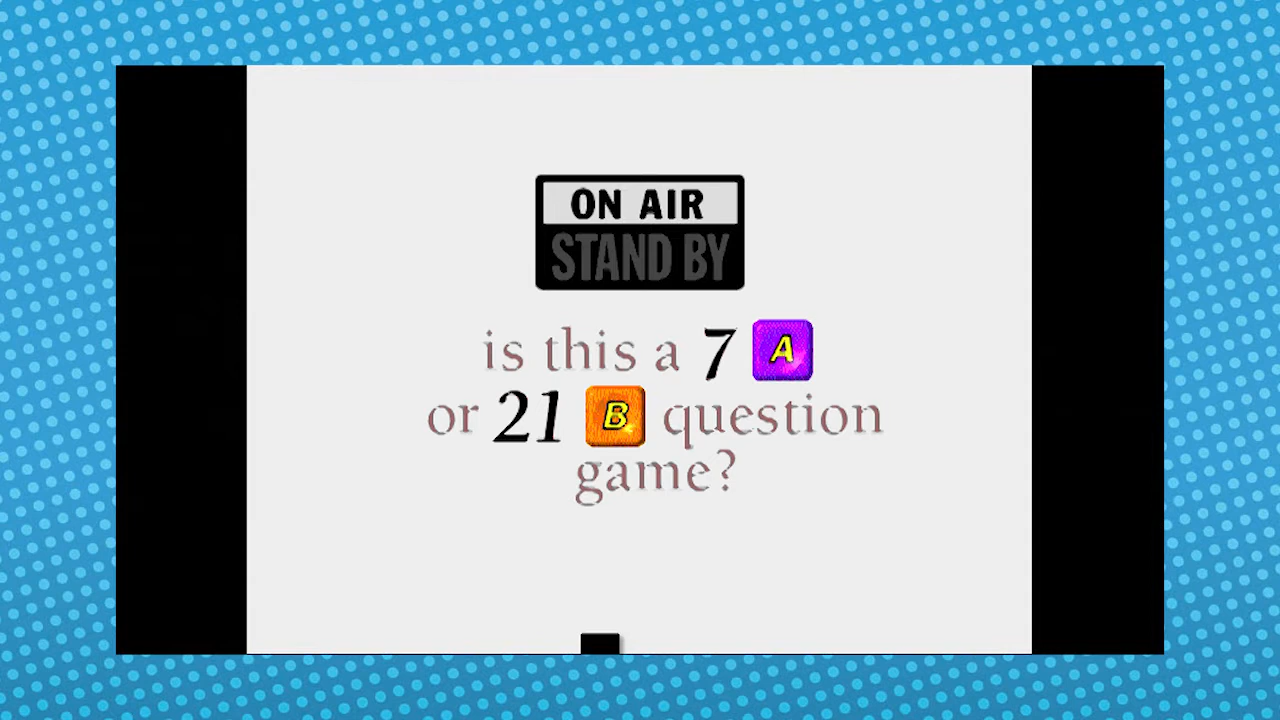 ON AIR
STAND BY
is this a 7 A
or 21 B question
game?